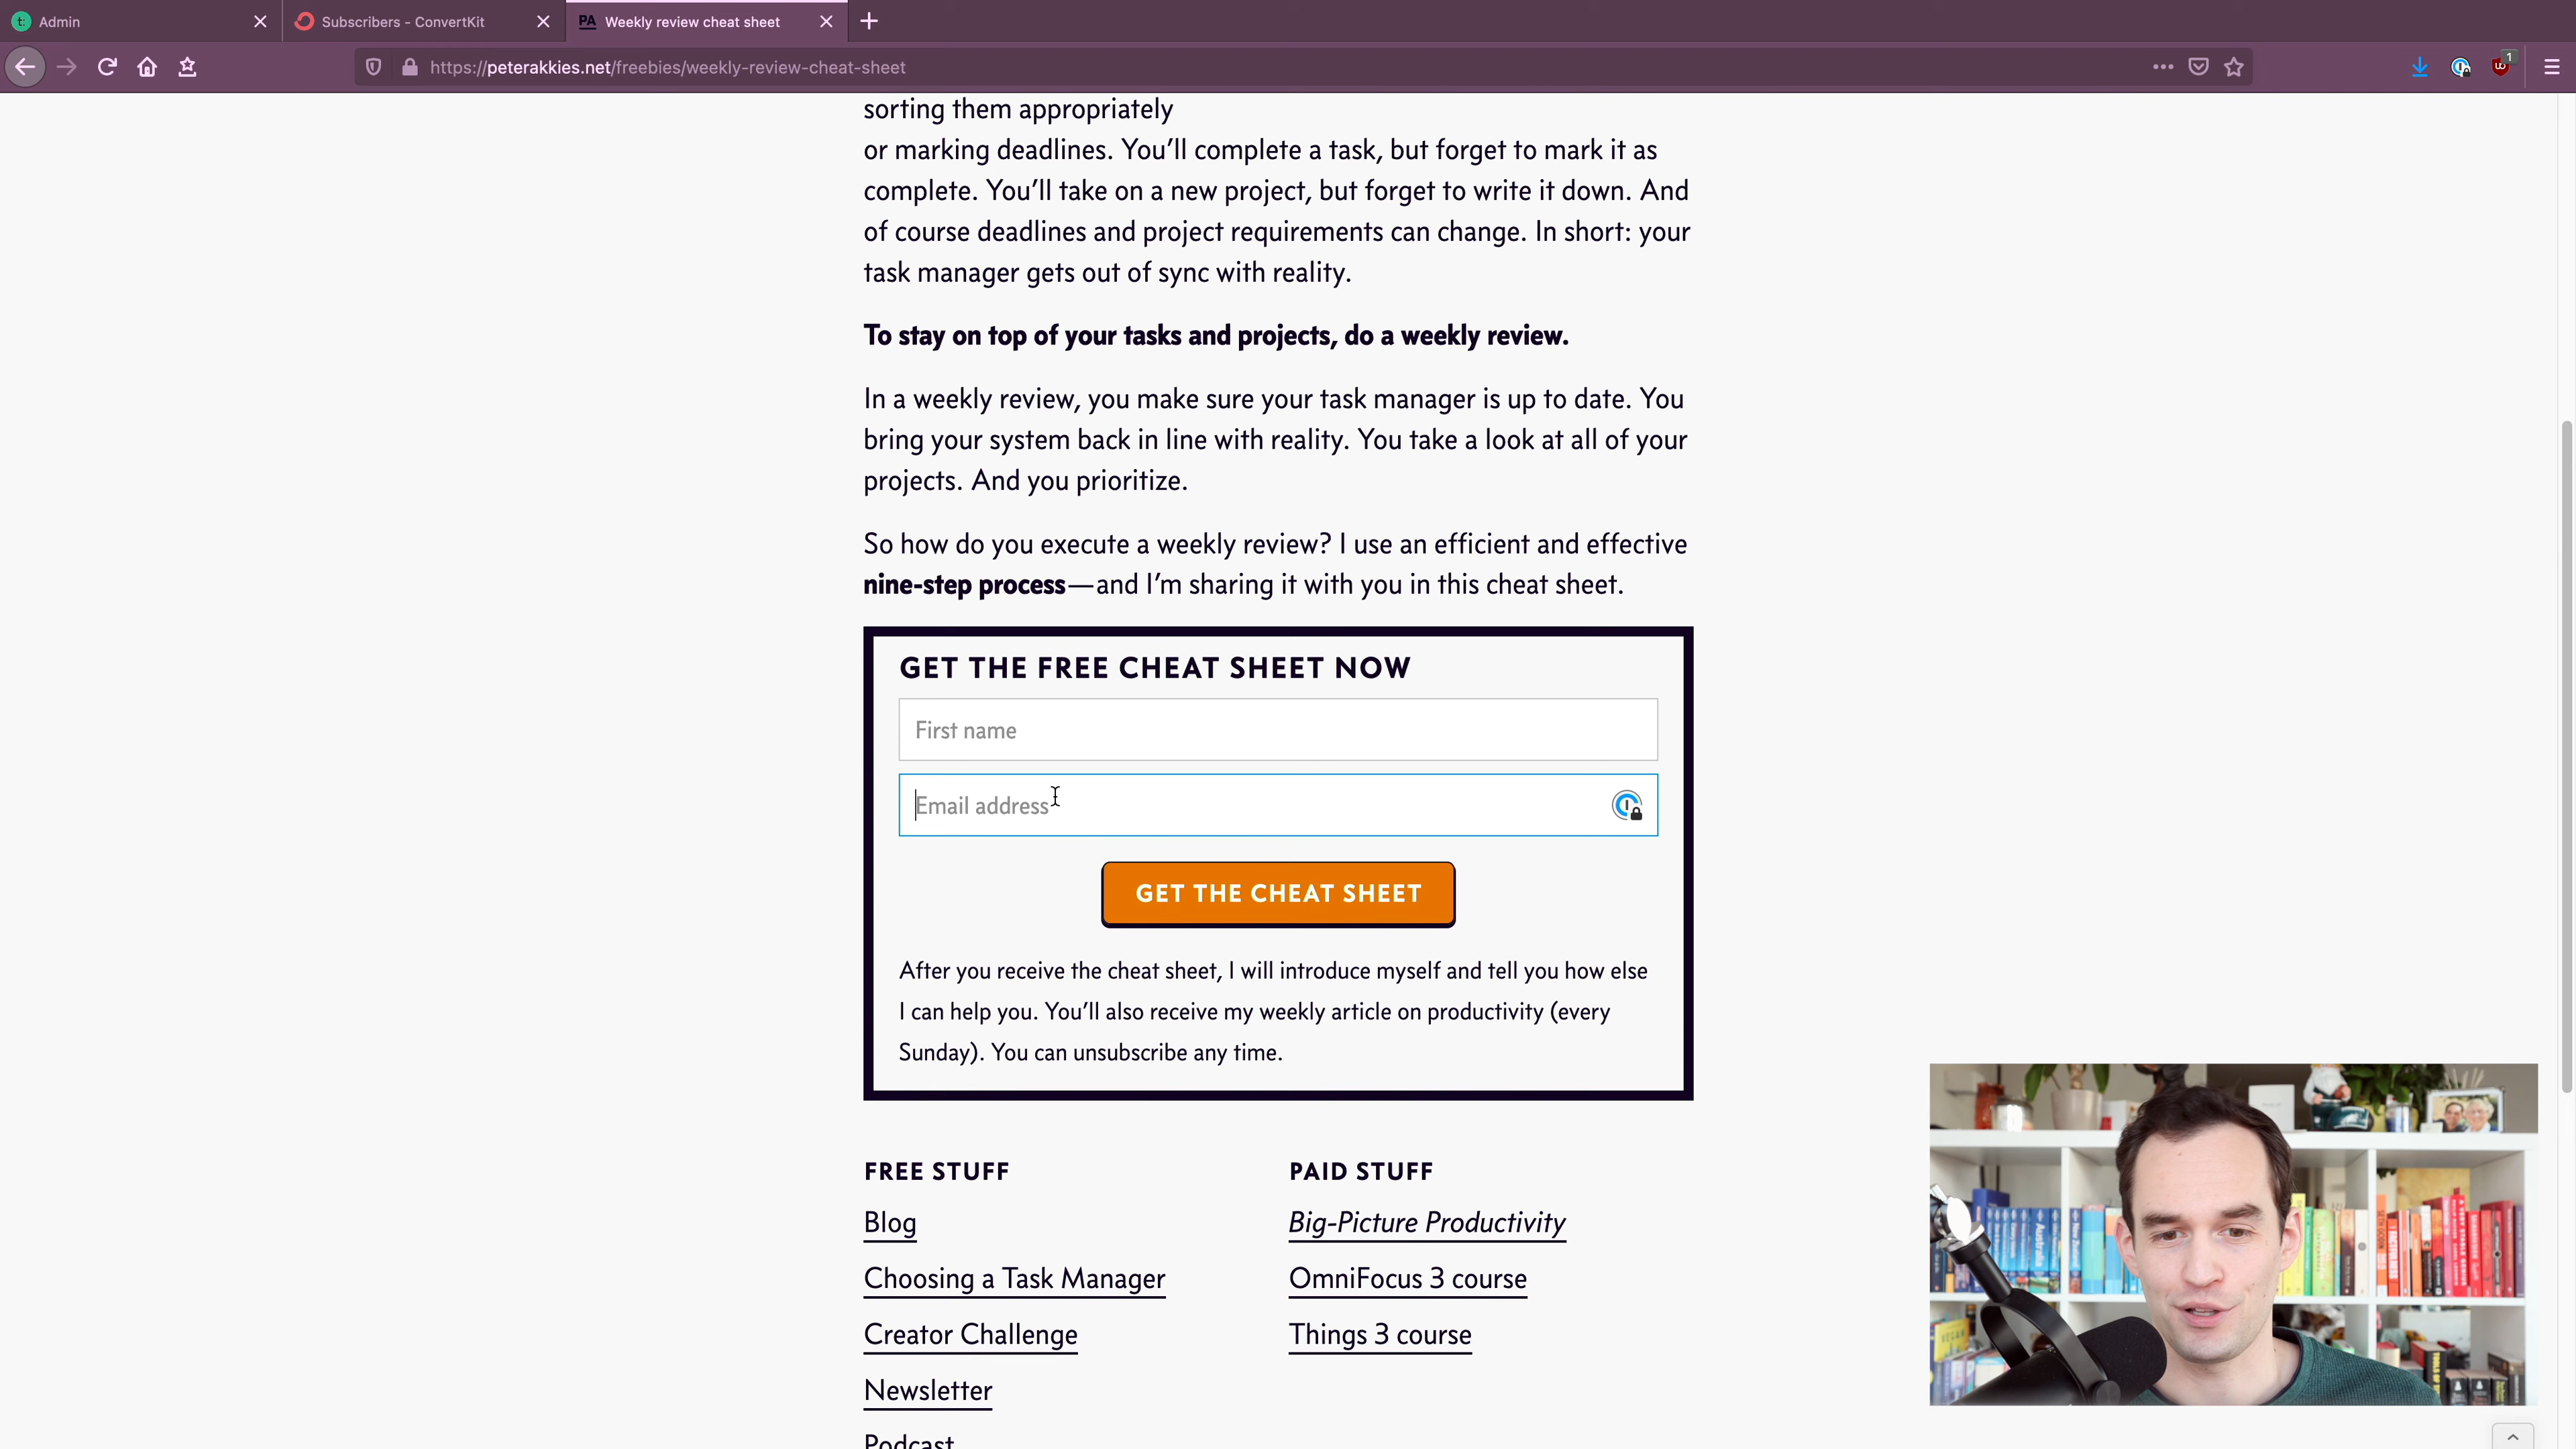 t:
Admin
Subscribers - ConvertKit
PA
Weekly review cheat sheet
https://peterakkies.net/freebies/weekly-review-cheat-sheet
1
sorting them appropriately
or marking deadlines. You’ll complete a task, but forget to mark it as
complete. You’ll take on a new project, but forget to write it down. And
of course deadlines and project requirements can change. In short: your
task manager gets out of sync with reality.
To stay on top of your tasks and projects, do a weekly review.
In a weekly review, you make sure your task manager is up to date. You
bring your system back in line with reality. You take a look at all of your
projects. And you prioritize.
So how do you execute a weekly review? I use an efficient and effective
nine-step process—and I’m sharing it with you in this cheat sheet.
GET THE FREE CHEAT SHEET NOW
First name
Email address
GET THE CHEAT SHEET
After you receive the cheat sheet, I will introduce myself and tell you how else
I can help you. You’ll also receive my weekly article on productivity (every
Sunday). You can unsubscribe any time.
FREE STUFF
Blog
Choosing a Task Manager
Creator Challenge
Newsletter
Podcast
PAID STUFF
Big-Picture Productivity
OmniFocus 3 course
Things 3 course
Australia
VEGAN